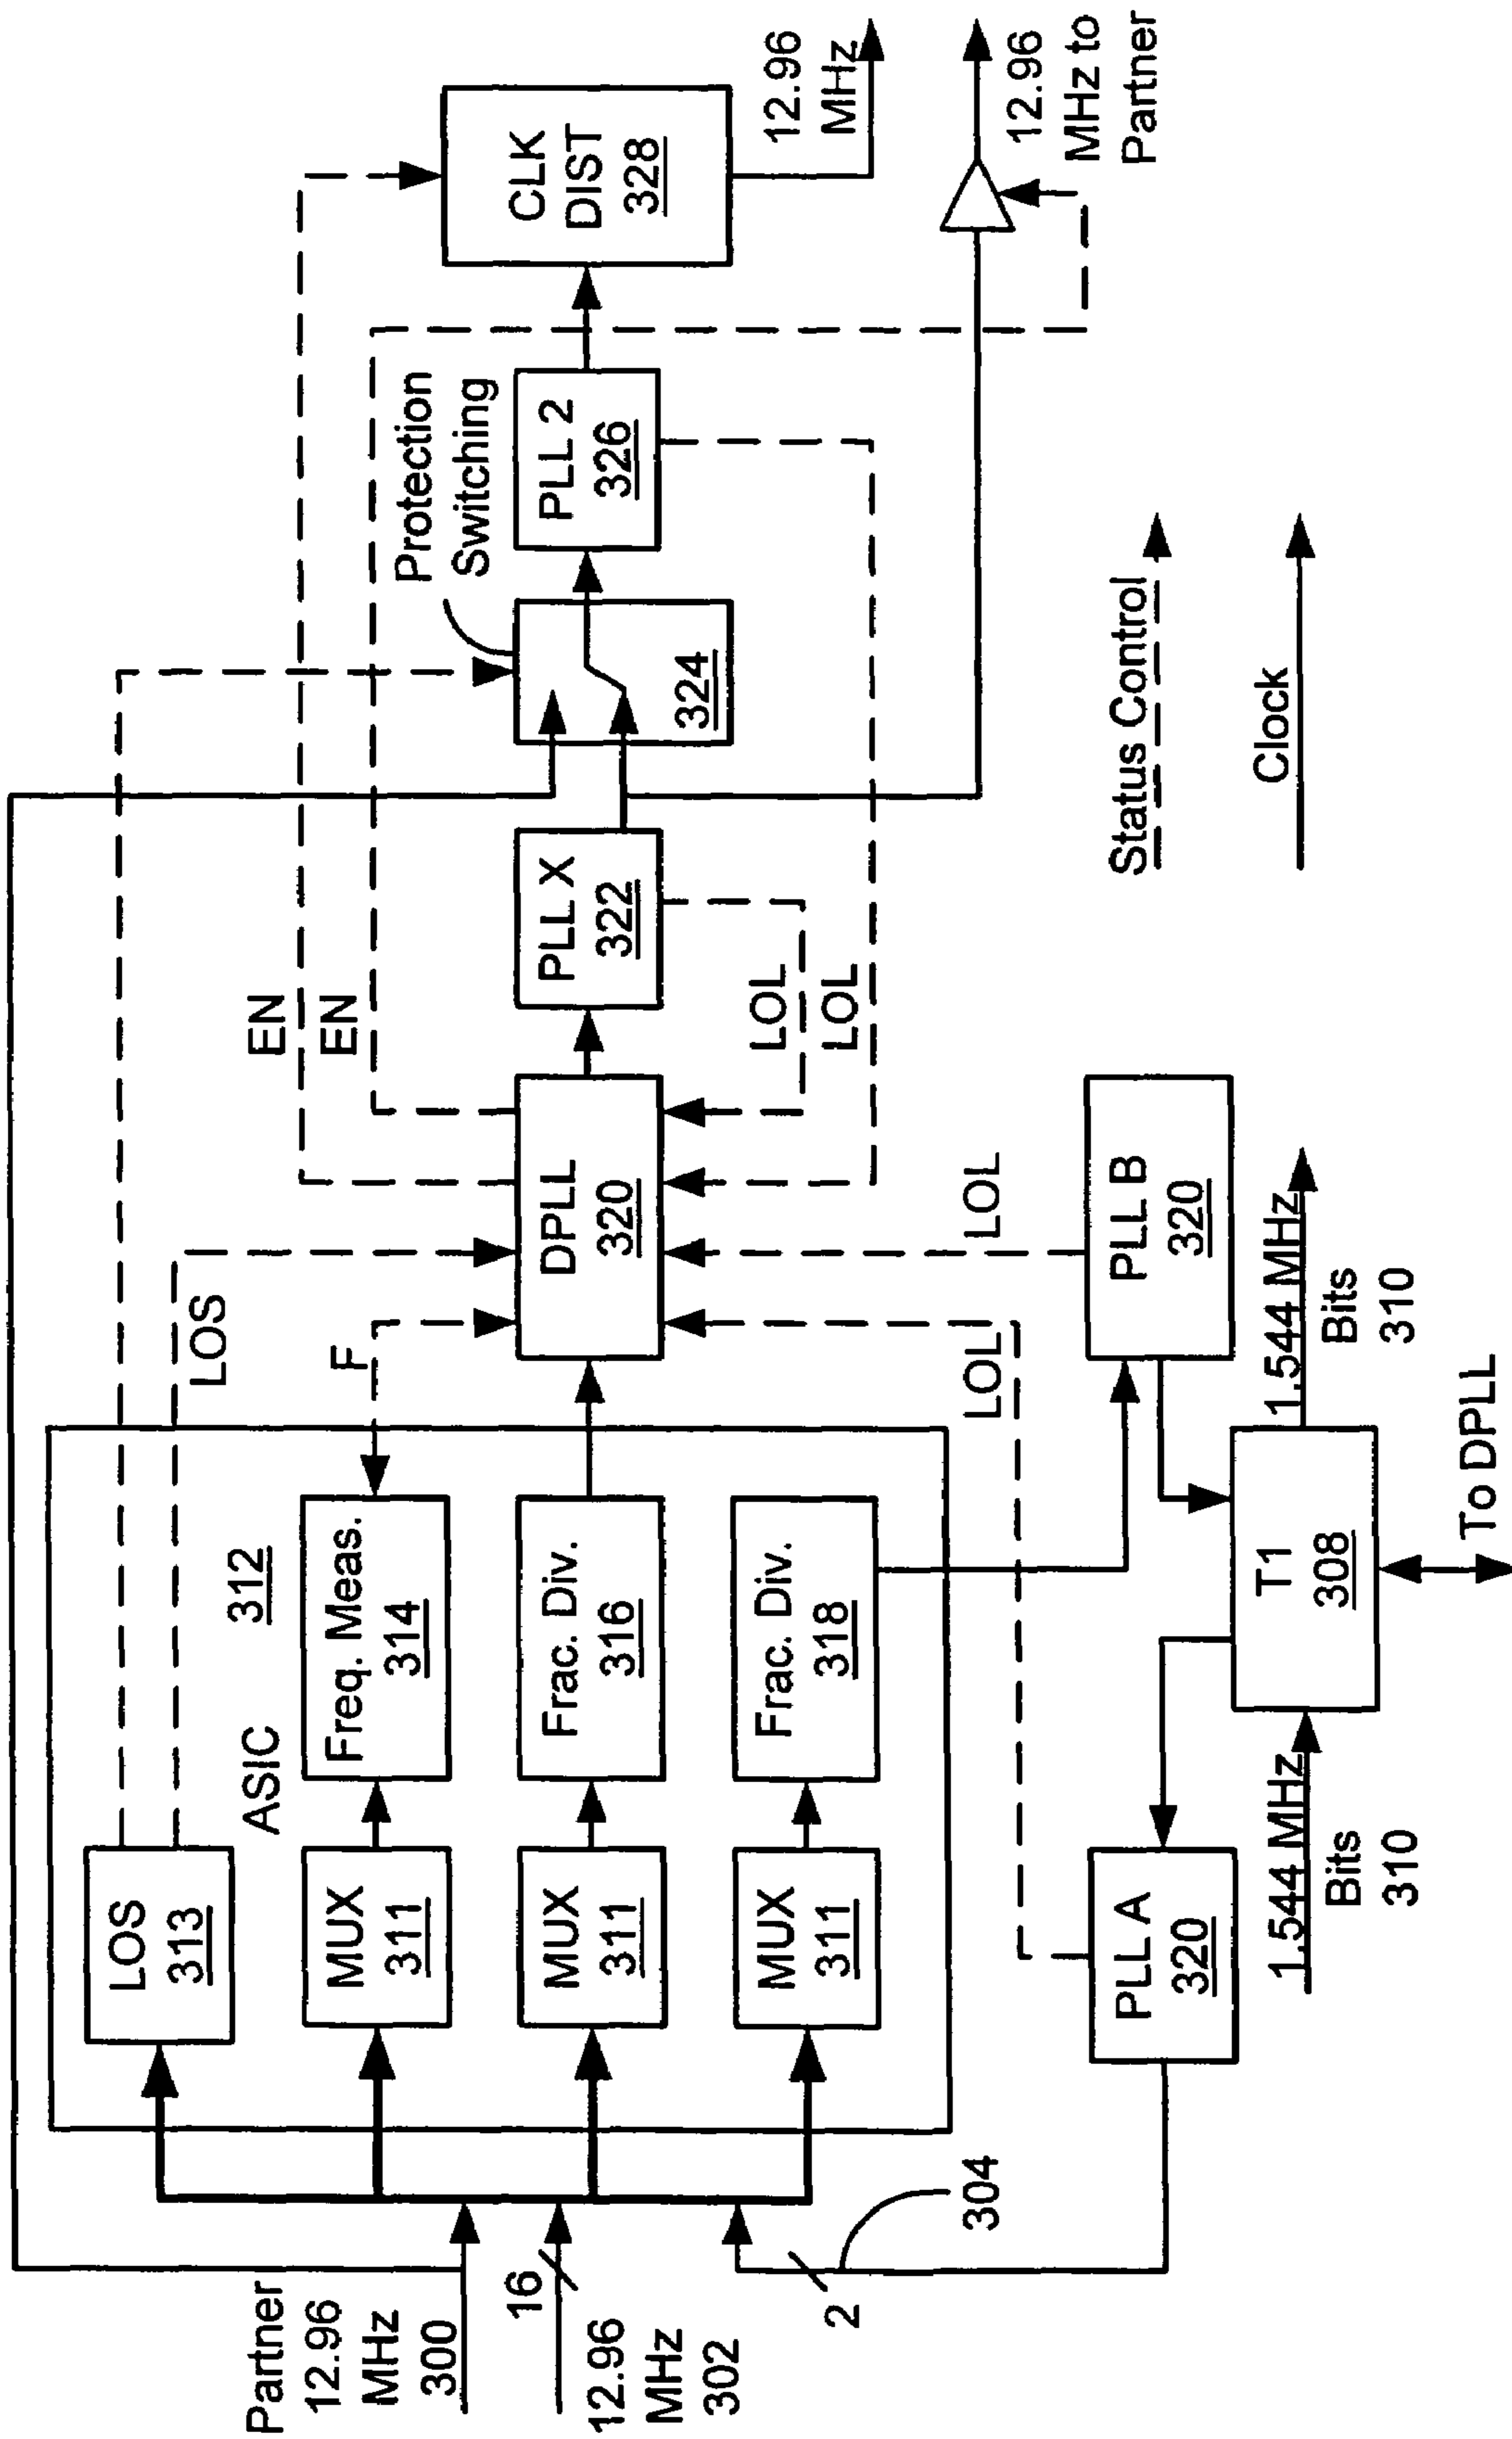 Partner
12.96
MHz
300
16
12.96
MHz
302
2
304
LOS
313
ASIC
312
MUX
311
Freq. Meas.
314
MUX
311
Frac. Div.
316
MUX
311
Frac. Div.
318
LOS
F
DPLL
320
EN
EN
LOL
LOL
LOL
LOL
PLL X
322
Protection
Switching
324
PLL 2
326
CLK
DIST
328
12.96
MHz
12.96
MHz to
Partner
PLL A
320
PLL B
320
T1
308
1.544 MHz
Bits
310
1.544 MHz
Bits
310
To DPLL
Status Control
Clock